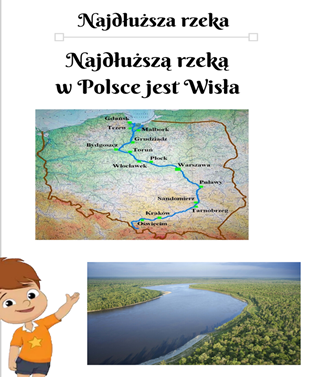 Najdłuższa rzeka
Najdłuższą rzeką
w Polsce jest Wisła
Gdańsk
Tczew
Malbork
Grudziądz
Bydgoszcz
Toruń
Płock
Włocławek
Warszawa
Puławy
Sandomierz
Tarnobrzeg
Kraków
Oświęcim